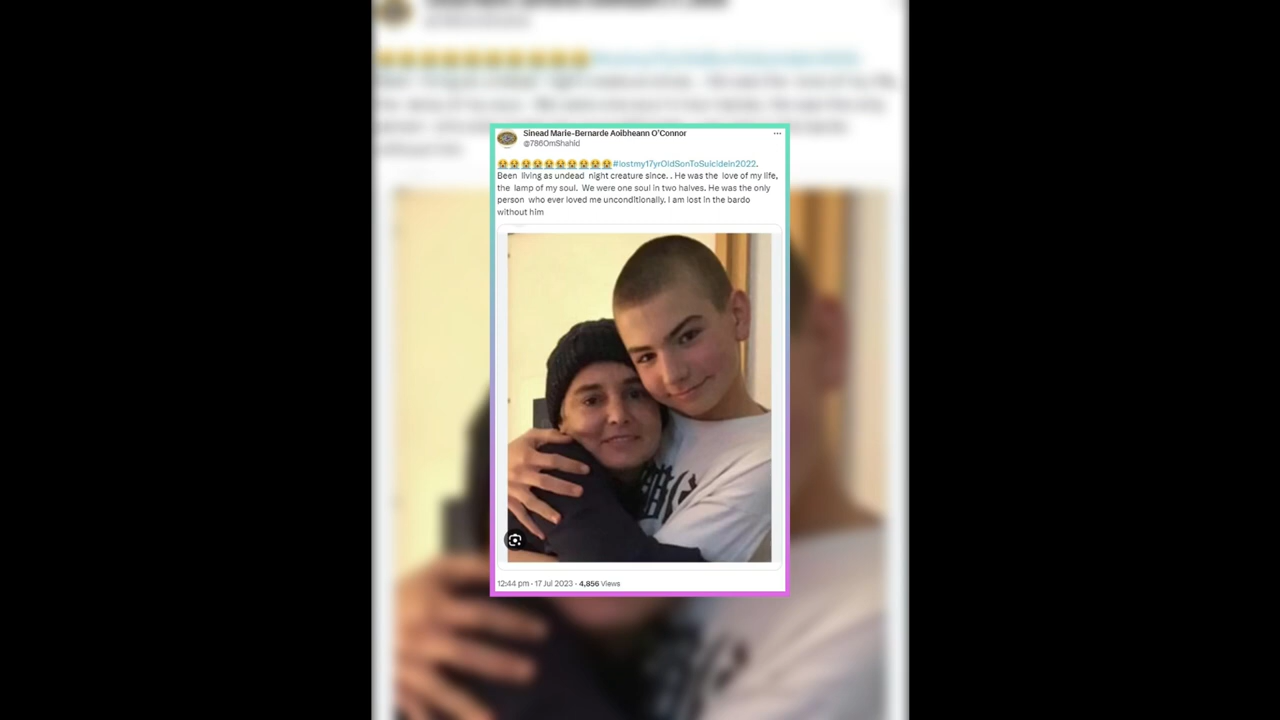 Sinead Marie-Bernarde Aoibheann O'Connor
@786OmShahid
😭😭😭😭😭😭😭😭😭😭#lostmy17yrOldSonToSuicideIn2022.
Been living as undead night creature since. . He was the love of my life,
the lamp of my soul. We were one soul in two halves. He was the only
person who ever loved me unconditionally. I am lost in the bardo
without him
12:44 pm · 17 Jul 2023 · 4,856 Views